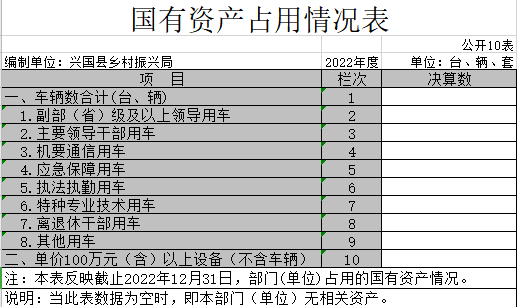 国有资产占用情况表
公开10表
编制单位：兴国县乡村振兴局 2022年度 单位：台、辆、套
项 目 栏次 决算数
一、车辆数合计(台、辆) 1
1.副部（省）级及以上领导用车 2
2.主要领导干部用车 3
3.机要通信用车 4
4.应急保障用车 5
5.执法执勤用车 6
6.特种专业技术用车 7
7.离退休干部用车 8
8.其他用车 9
二、单价100万元（含）以上设备（不含车辆） 10
注：本表反映截止2022年12月31日，部门(单位)占用的国有资产情况。
说明：当此表数据为空时，即本部门（单位）无相关资产。